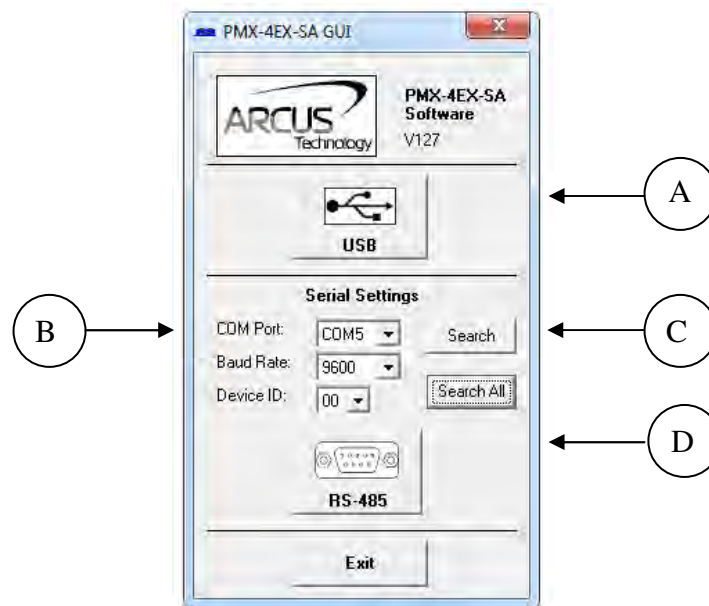 PMX-4EX-SA GUI
ARCUS
Technology
PMX-4EX-SA
Software
V127
USB
A
Serial Settings
B
COM Port: COM5
Search
C
Baud Rate: 9600
Device ID: 00
Search All
D
RS-485
Exit